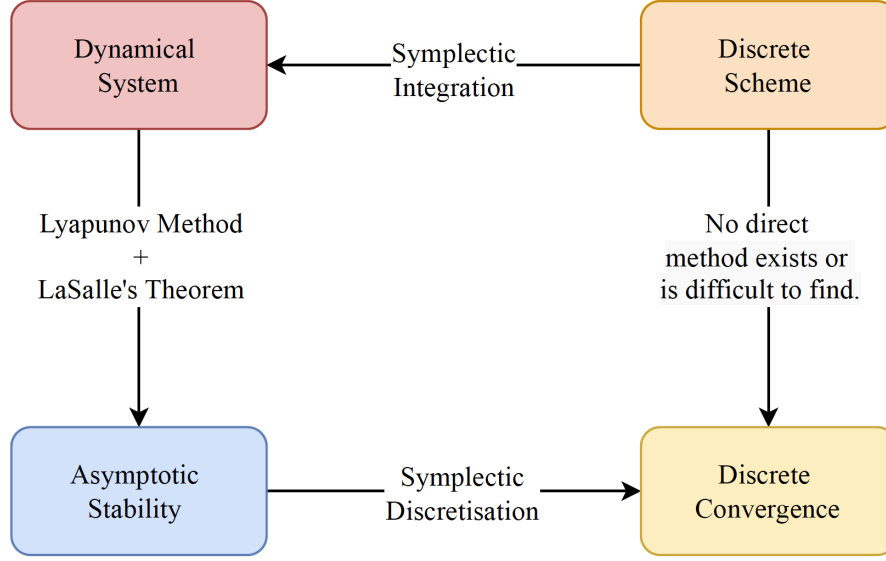 Dynamical
System
Symplectic
Integration
Discrete
Scheme
Lyapunov Method
+
LaSalle's Theorem
No direct
method exists or
is difficult to find.
Asymptotic
Stability
Symplectic
Discretisation
Discrete
Convergence